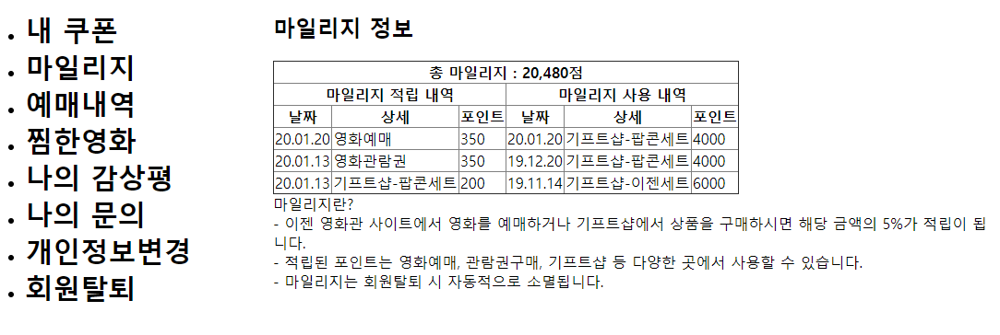 내 쿠폰
마일리지
예매내역
찜한영화
나의 감상평
나의 문의
개인정보변경
회원탈퇴
마일리지 정보
총 마일리지 : 20,480점
마일리지 적립 내역 마일리지 사용 내역
날짜 상세 포인트 날짜 상세 포인트
20.01.20 영화예매 350 20.01.20 기프트샵-팝콘세트 4000
20.01.13 영화관람권 350 19.12.20 기프트샵-팝콘세트 4000
20.01.13 기프트샵-팝콘세트 200 19.11.14 기프트샵-이젠세트 6000
마일리지란?
- 이젠 영화관 사이트에서 영화를 예매하거나 기프트샵에서 상품을 구매하시면 해당 금액의 5%가 적립이 됩
니다.
- 적립된 포인트는 영화예매, 관람권구매, 기프트샵 등 다양한 곳에서 사용할 수 있습니다.
- 마일리지는 회원탈퇴 시 자동적으로 소멸됩니다.